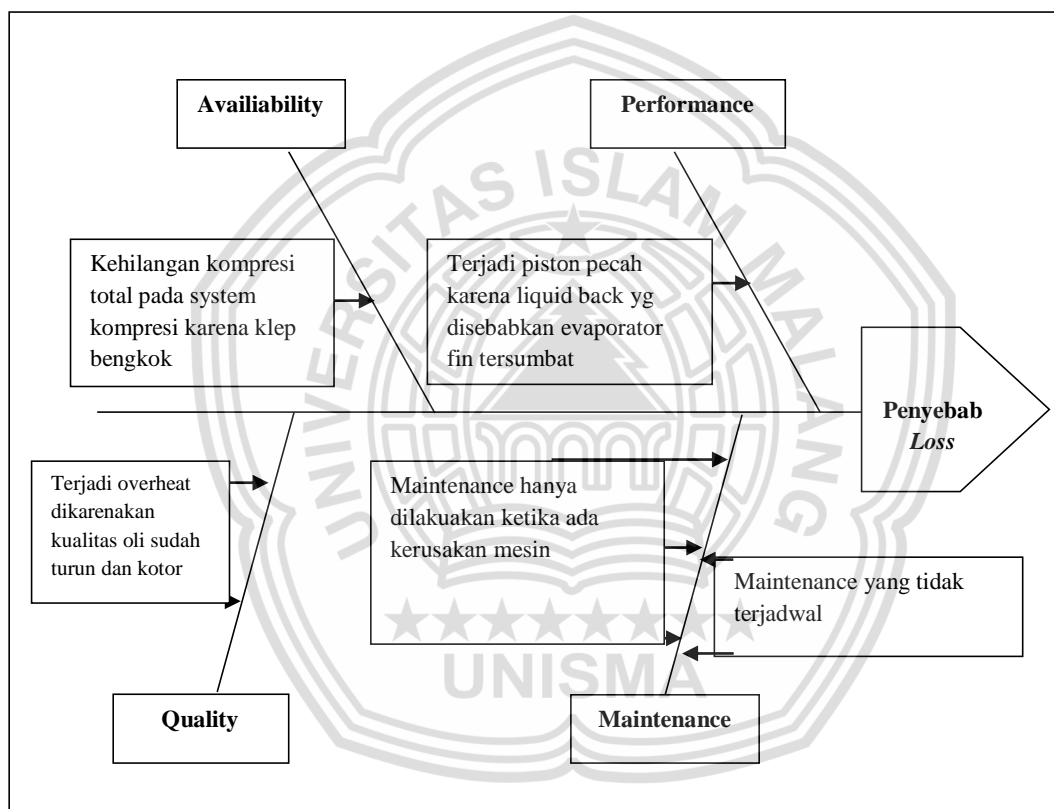 Availiability
Performance
Kehilangan kompresi
total pada system
kompresi karena klep
bengkok
Terjadi piston pecah
karena liquid back yg
disebabkan evaporator
fin tersumbat
Penyebab
Loss
Terjadi overheat
dikarenakan
kualitas oli sudah
turun dan kotor
Maintenance hanya
dilakuakan ketika ada
kerusakan mesin
Maintenance yang tidak
terjadwal
Quality
Maintenance
UNIVERSITAS ISLAM MALANG
UNISMA